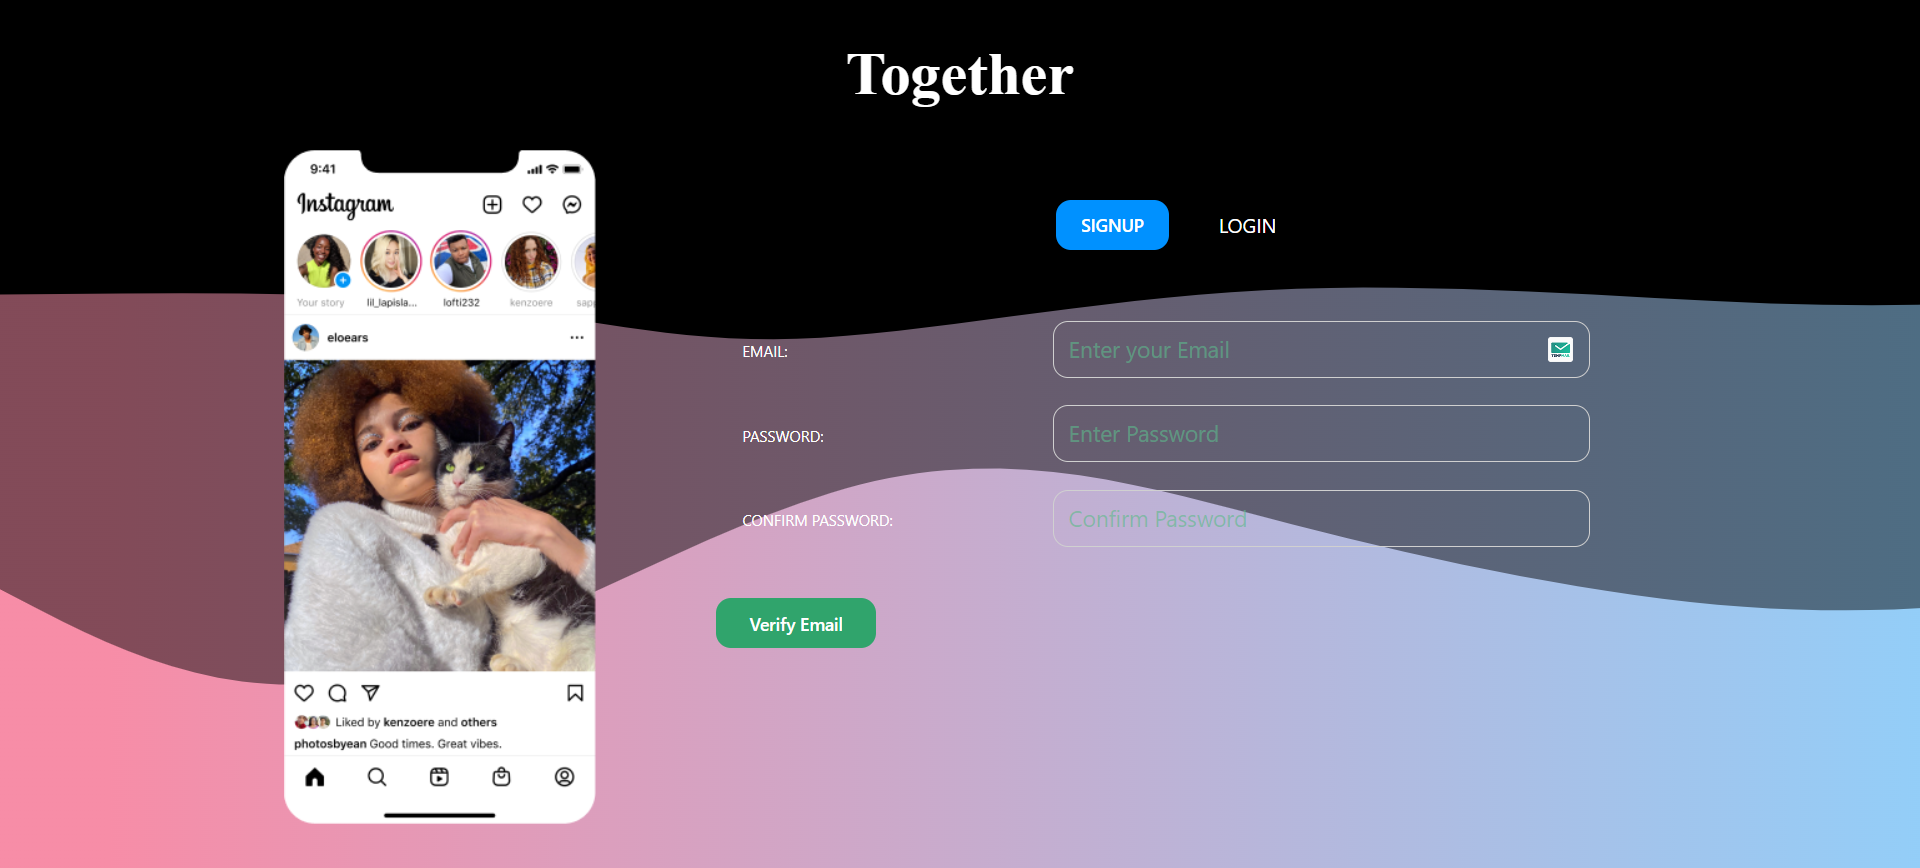 Together
9:41
Instagram
Your story
lil_lapisla...
lofti232
kenzoere
sapp
eloears
Liked by kenzoere and others
photosbyean Good times. Great vibes.
SIGNUP
LOGIN
EMAIL:
Enter your Email
PASSWORD:
Enter Password
CONFIRM PASSWORD:
Confirm Password
Verify Email